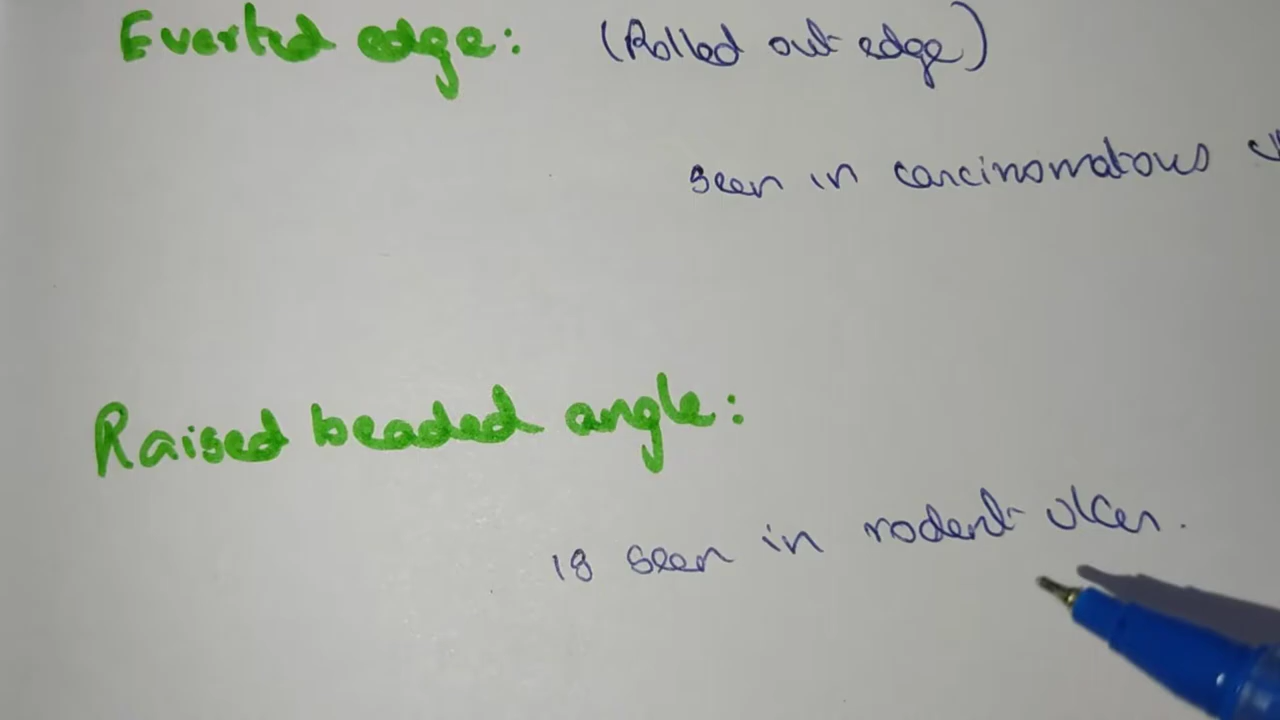 Everted edge: (Rolled out edge)
seen in carcinomatous
Raised beaded angle:
is seen in rodent ulcer.